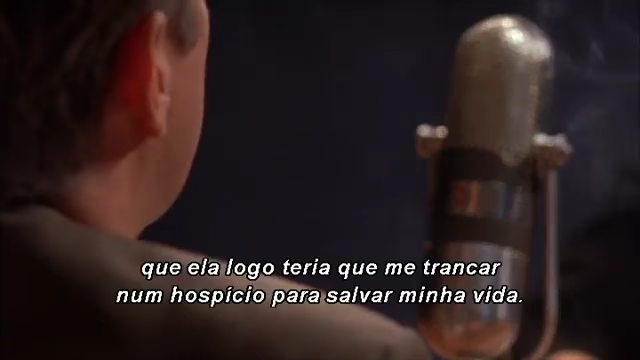 que ela logo teria que me trancar
num hospício para salvar minha vida.